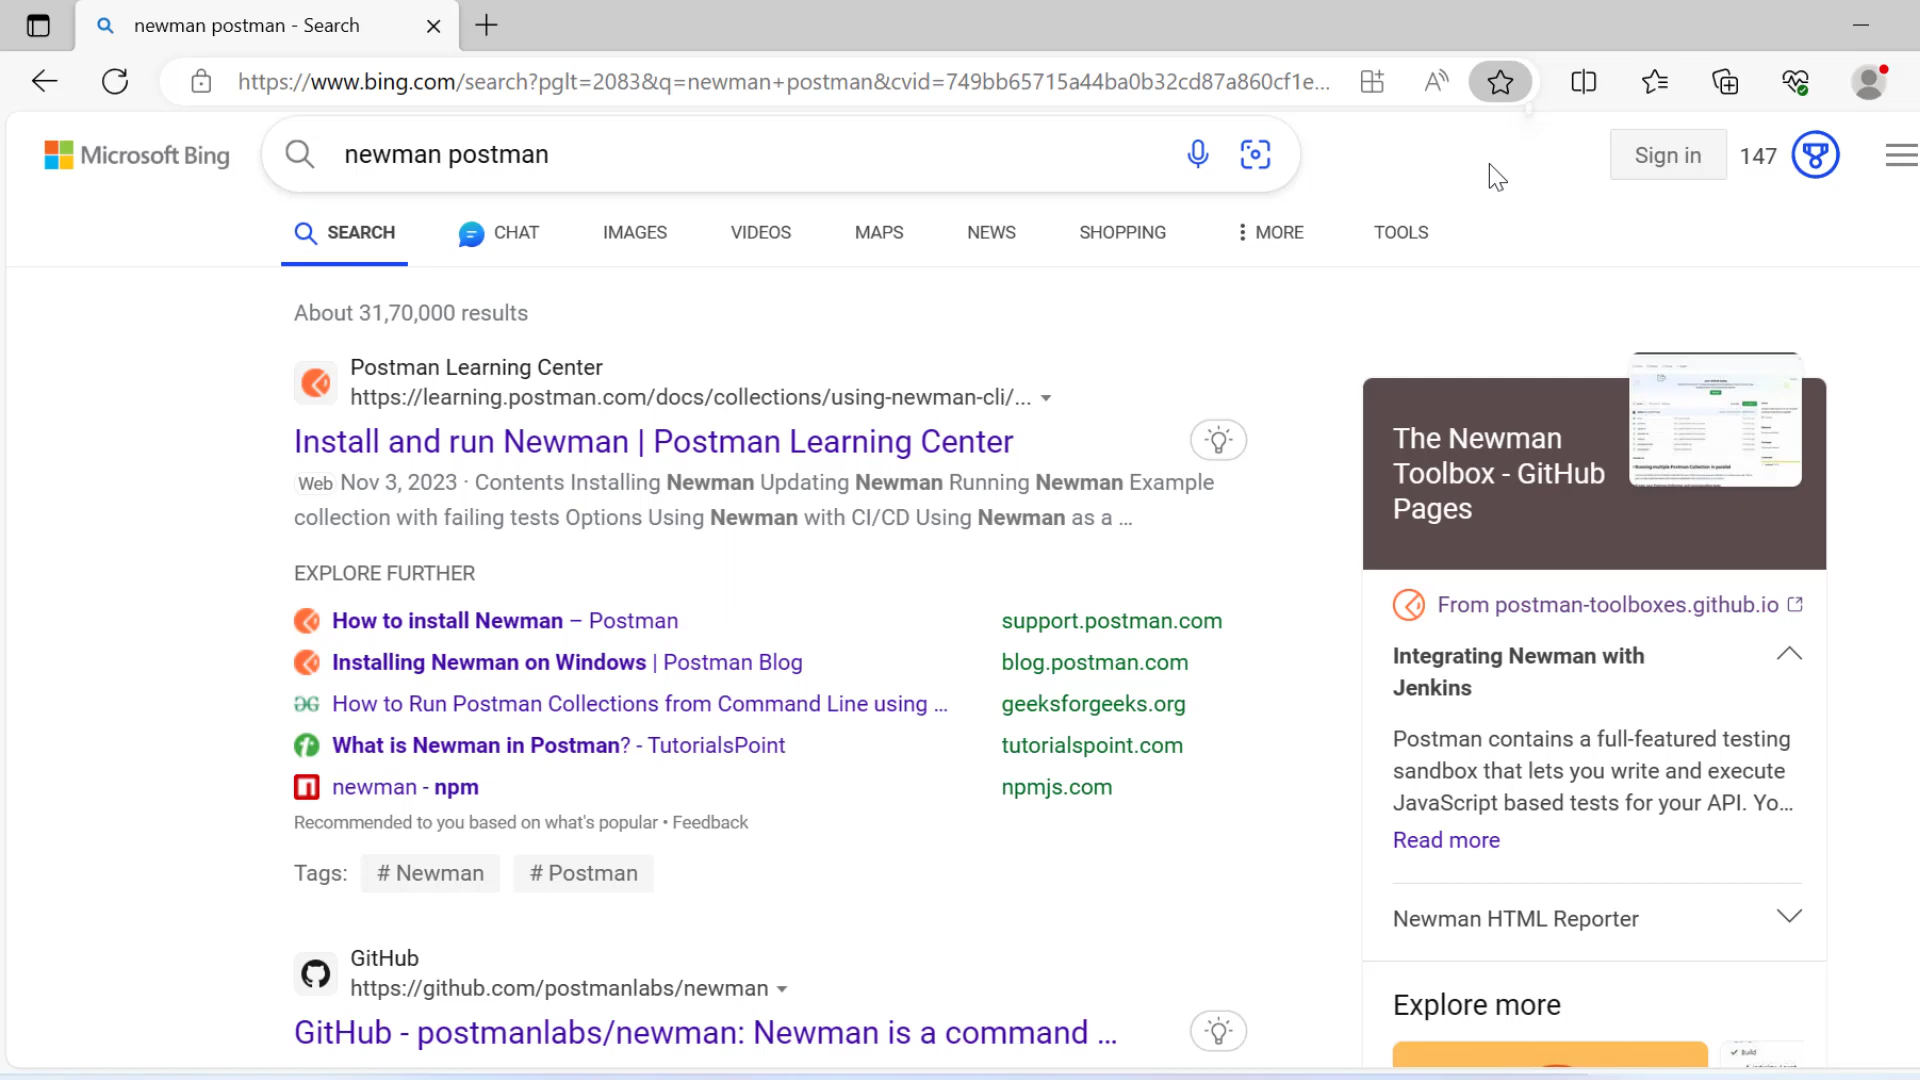 newman postman - Search
https://www.bing.com/search?pglt=2083&q=newman+postman&cvid=749bb65715a44ba0b32cd87a860cf1e...
Microsoft Bing
newman postman
Sign in
147
SEARCH
CHAT
IMAGES
VIDEOS
MAPS
NEWS
SHOPPING
MORE
TOOLS
About 31,70,000 results
Postman Learning Center
https://learning.postman.com/docs/collections/using-newman-cli/...
Install and run Newman | Postman Learning Center
Web Nov 3, 2023 · Contents Installing Newman Updating Newman Running Newman Example
collection with failing tests Options Using Newman with CI/CD Using Newman as a ...
EXPLORE FURTHER
How to install Newman – Postman
support.postman.com
Installing Newman on Windows | Postman Blog
blog.postman.com
How to Run Postman Collections from Command Line using ...
geeksforgeeks.org
What is Newman in Postman? - TutorialsPoint
tutorialspoint.com
newman - npm
npmjs.com
Recommended to you based on what's popular • Feedback
Tags:
# Newman
# Postman
GitHub
https://github.com/postmanlabs/newman
GitHub - postmanlabs/newman: Newman is a command ...
The Newman
Toolbox - GitHub
Pages
From postman-toolboxes.github.io
Integrating Newman with
Jenkins
Postman contains a full-featured testing
sandbox that lets you write and execute
JavaScript based tests for your API. Yo...
Read more
Newman HTML Reporter
Explore more
Build